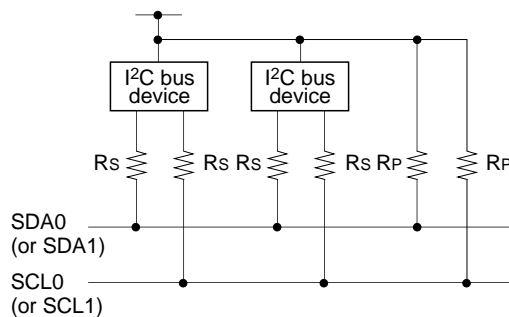 I²C bus
device
I²C bus
device
RS
RS
RS
RS
RP
RP
SDA0
(or SDA1)
SCL0
(or SCL1)